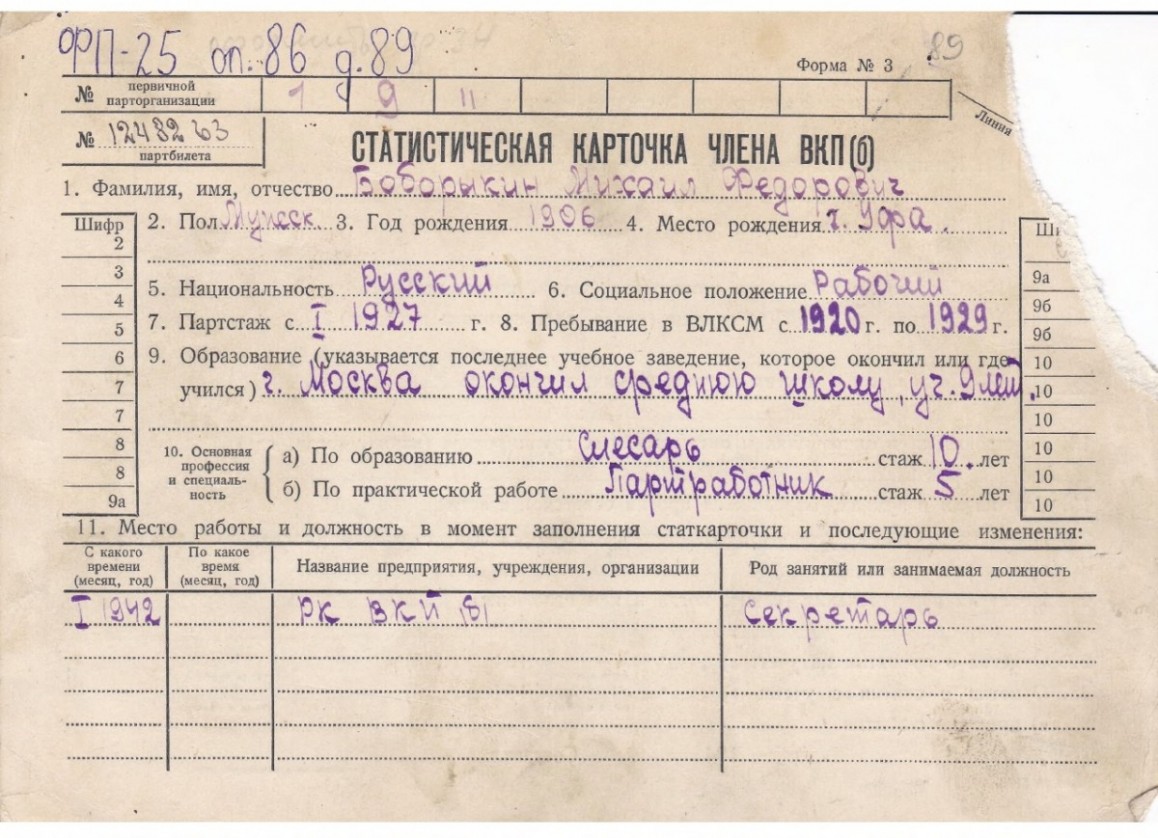 ФП-25 оп. 86 д. 89
89
Форма № 3
№ первичной парторганизации 1 9 11
Линия
№ 1248263 партбилета
СТАТИСТИЧЕСКАЯ КАРТОЧКА ЧЛЕНА ВКП(б)
1. Фамилия, имя, отчество Боборыкин Михаил Федорович
2. Пол Мужск. 3. Год рождения 1906 4. Место рождения г. Уфа.
5. Национальность Русский 6. Социальное положение Рабочий
7. Партстаж с I 1927 г. 8. Пребывание в ВЛКСМ с 1920 г. по 1929 г.
9. Образование (указывается последнее учебное заведение, которое окончил или где
учился) г. Москва окончил среднюю школу, уч. 9 лет.
10. Основная профессия и специальность
а) По образованию Слесарь стаж 10. лет
б) По практической работе Партработник стаж 5 лет
Шифр
2
3
4
5
6
7
7
8
8
9а
9а
9б
9б
10
10
10
10
10
10
11. Место работы и должность в момент заполнения статкарточки и последующие изменения:
С какого времени (месяц, год) По какое время (месяц, год) Название предприятия, учреждения, организации Род занятий или занимаемая должность
I 1942 РК ВКП(б) Секретарь